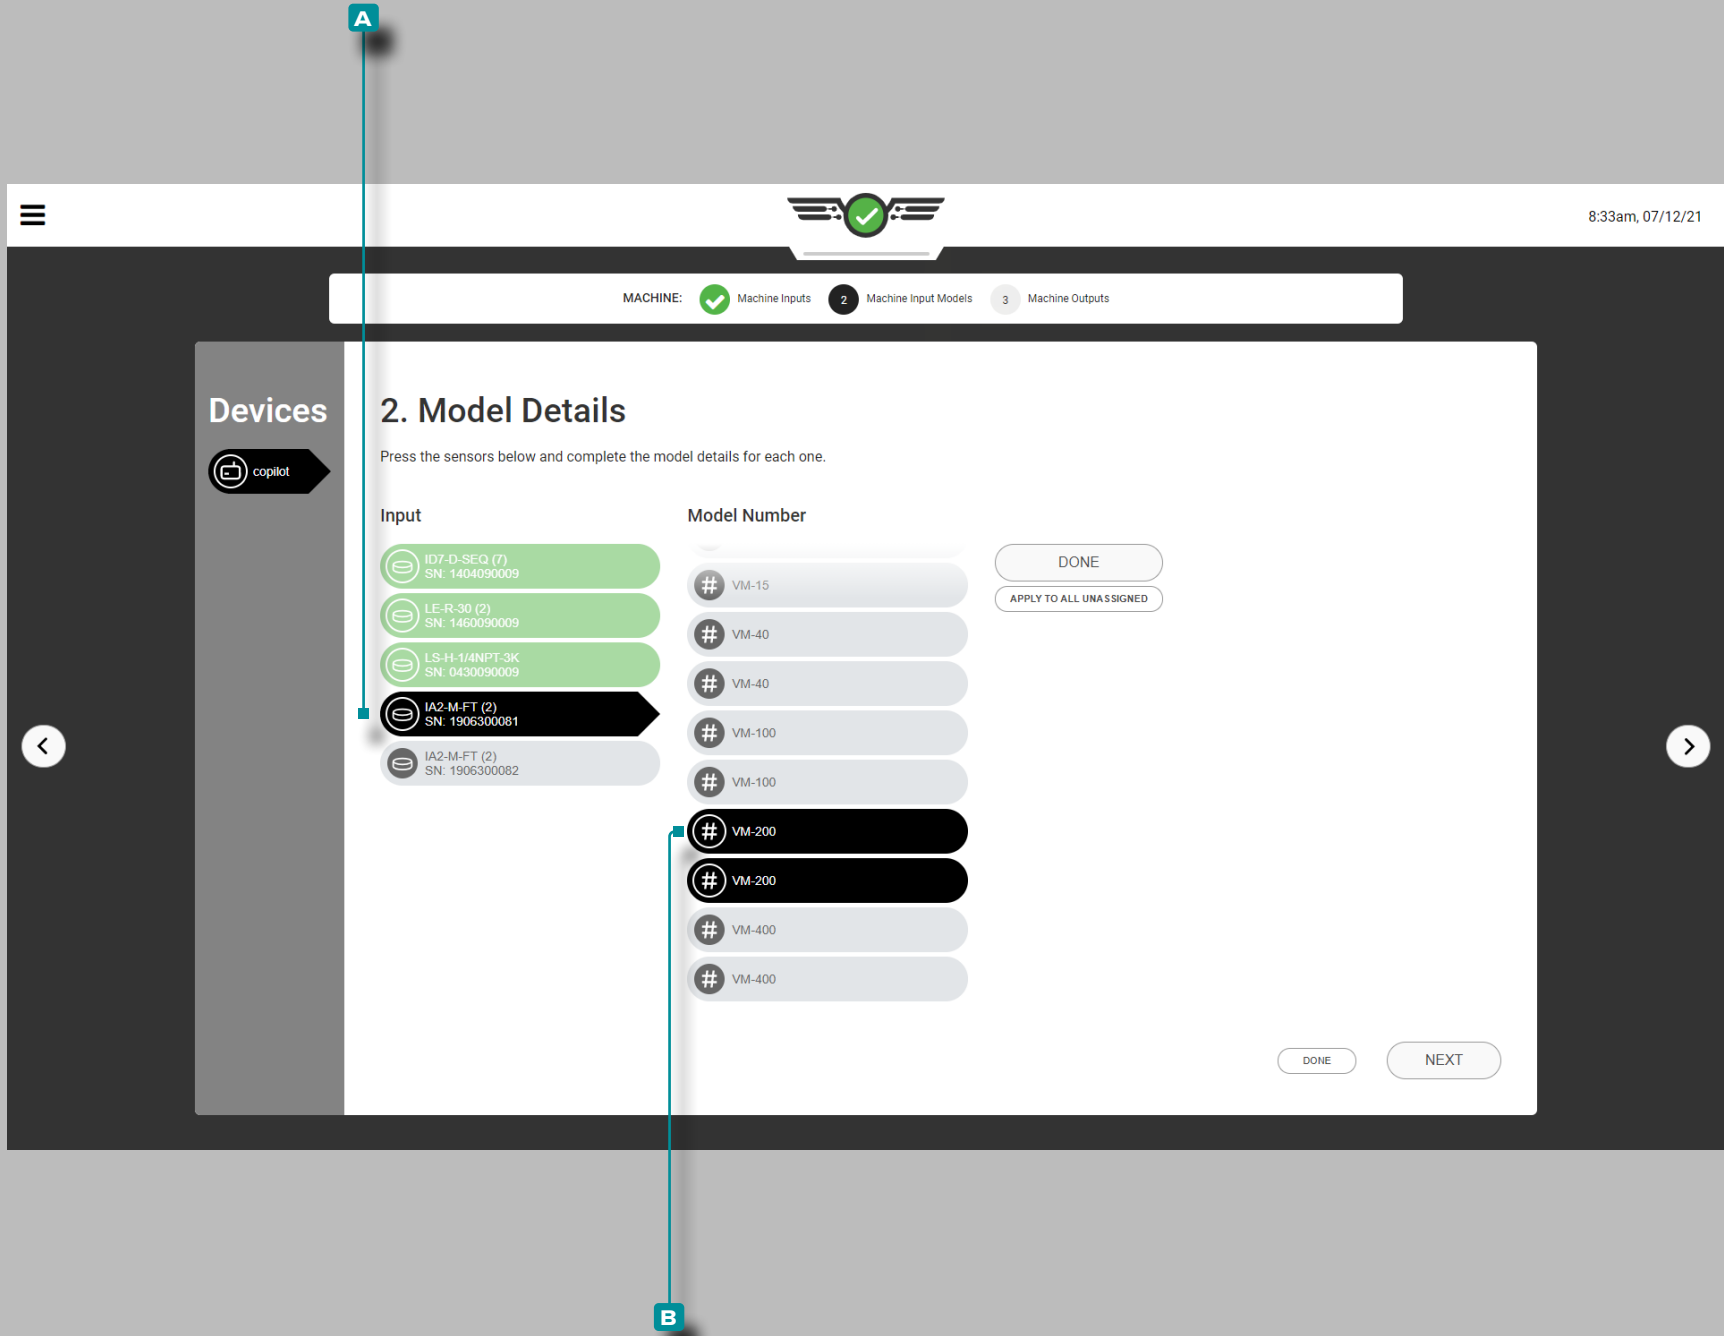 A
8:33am, 07/12/21
MACHINE: Machine Inputs 2 Machine Input Models 3 Machine Outputs
Devices
copilot
2. Model Details
Press the sensors below and complete the model details for each one.
Input
ID7-D-SEQ (7)
SN: 1404090009
LE-R-30 (2)
SN: 1460090009
LS-H-1/4NPT-3K
SN: 0430090009
IA2-M-FT (2)
SN: 1906300081
IA2-M-FT (2)
SN: 1906300082
Model Number
# VM-15
# VM-40
# VM-40
# VM-100
# VM-100
# VM-200
# VM-200
# VM-400
# VM-400
DONE
APPLY TO ALL UNASSIGNED
DONE
NEXT
B